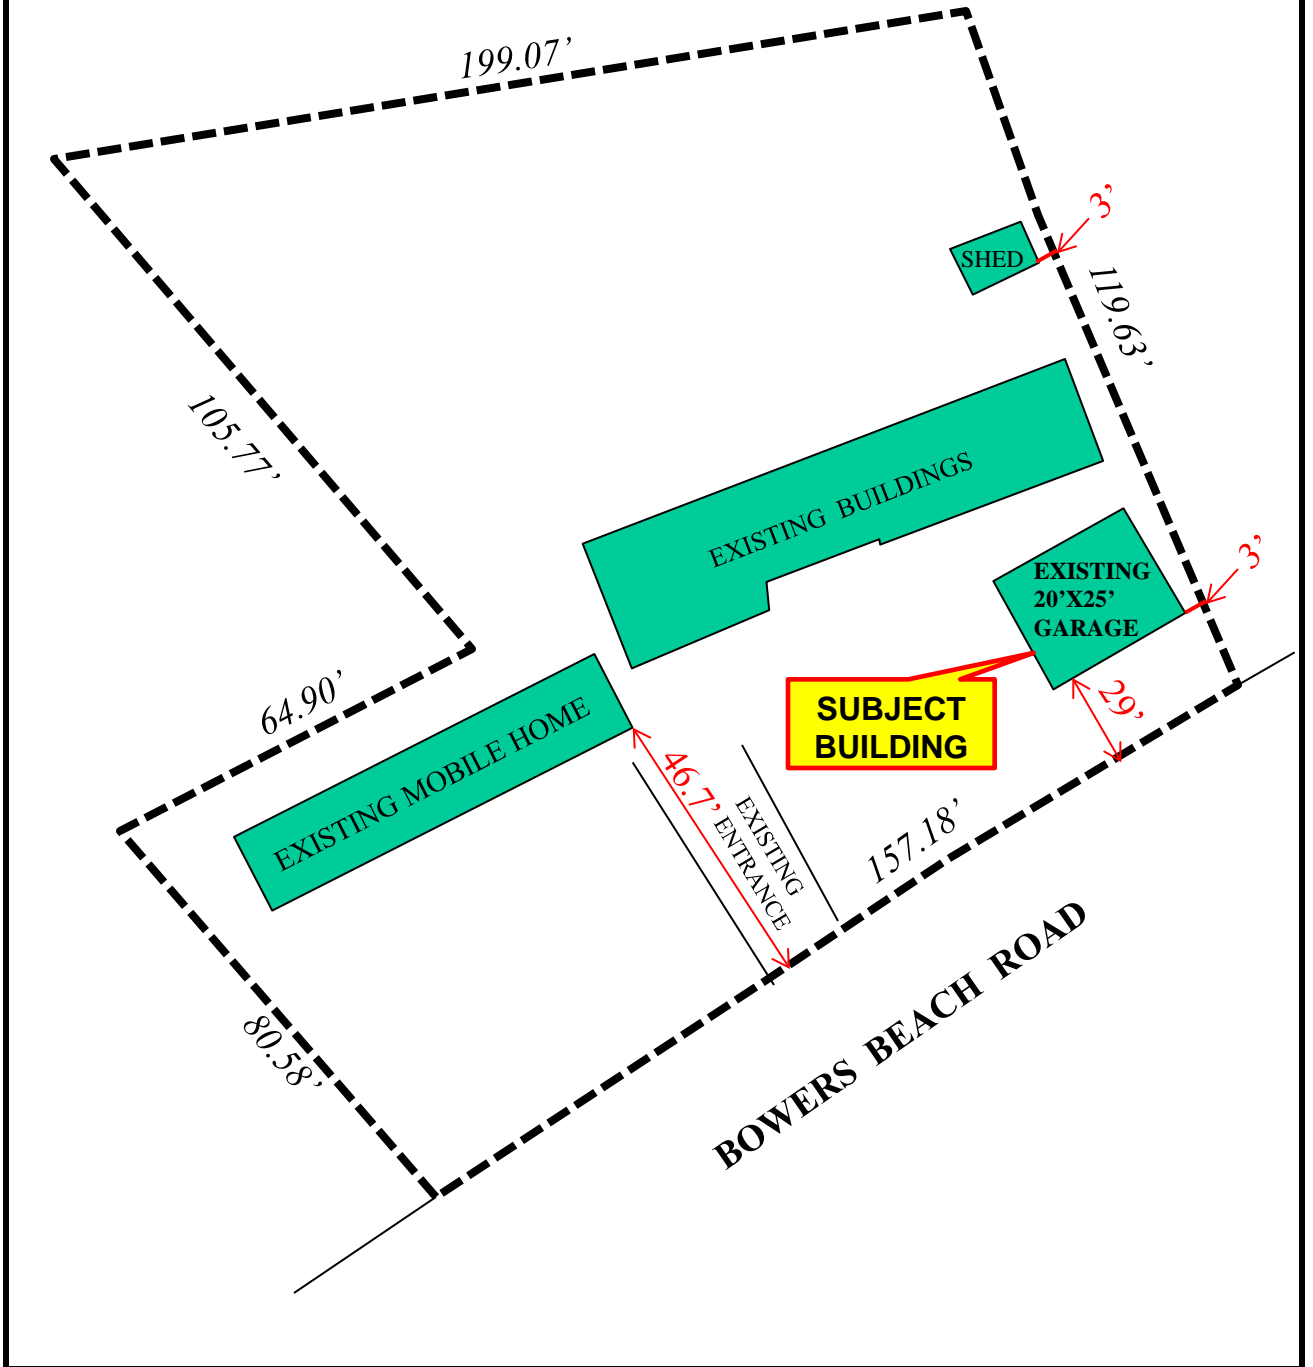 199.07’
3’
SHED
119.63’
105.77’
EXISTING BUILDINGS
3’
EXISTING
20’X25’
GARAGE
64.90’
SUBJECT
BUILDING
29’
EXISTING MOBILE HOME
46.7’
EXISTING
ENTRANCE
157.18’
80.58’
BOWERS BEACH ROAD